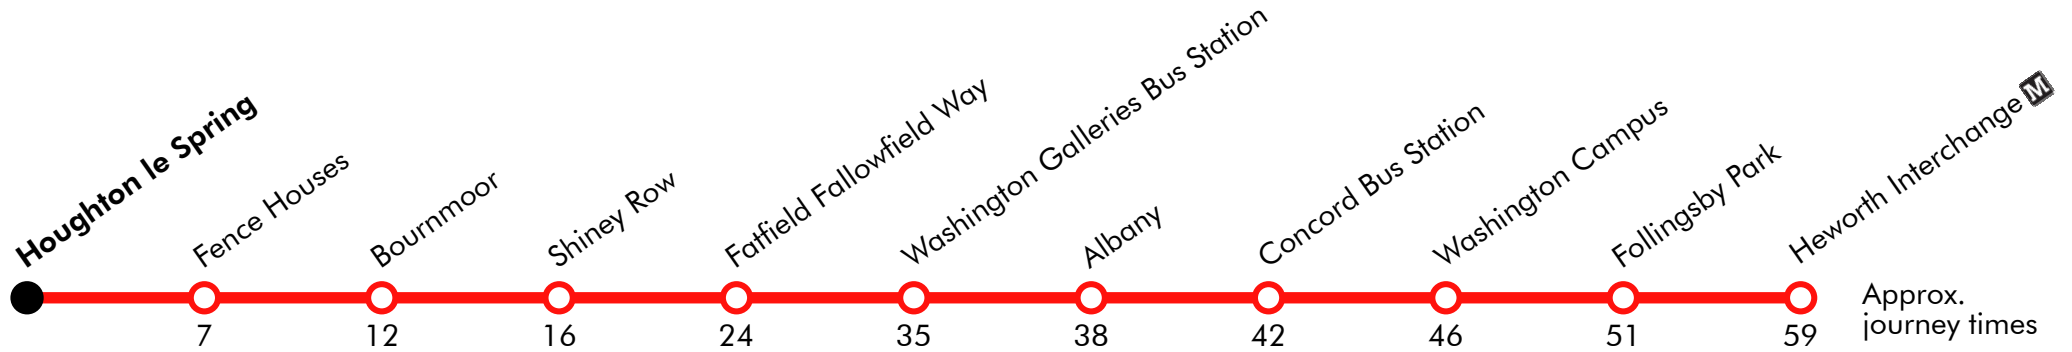 Houghton le Spring
Fence Houses
Bournmoor
Shiney Row
Fatfield Fallowfield Way
Washington Galleries Bus Station
Albany
Concord Bus Station
Washington Campus
Follingsby Park
Heworth Interchange M
7
12
16
24
35
38
42
46
51
59
Approx.
journey times